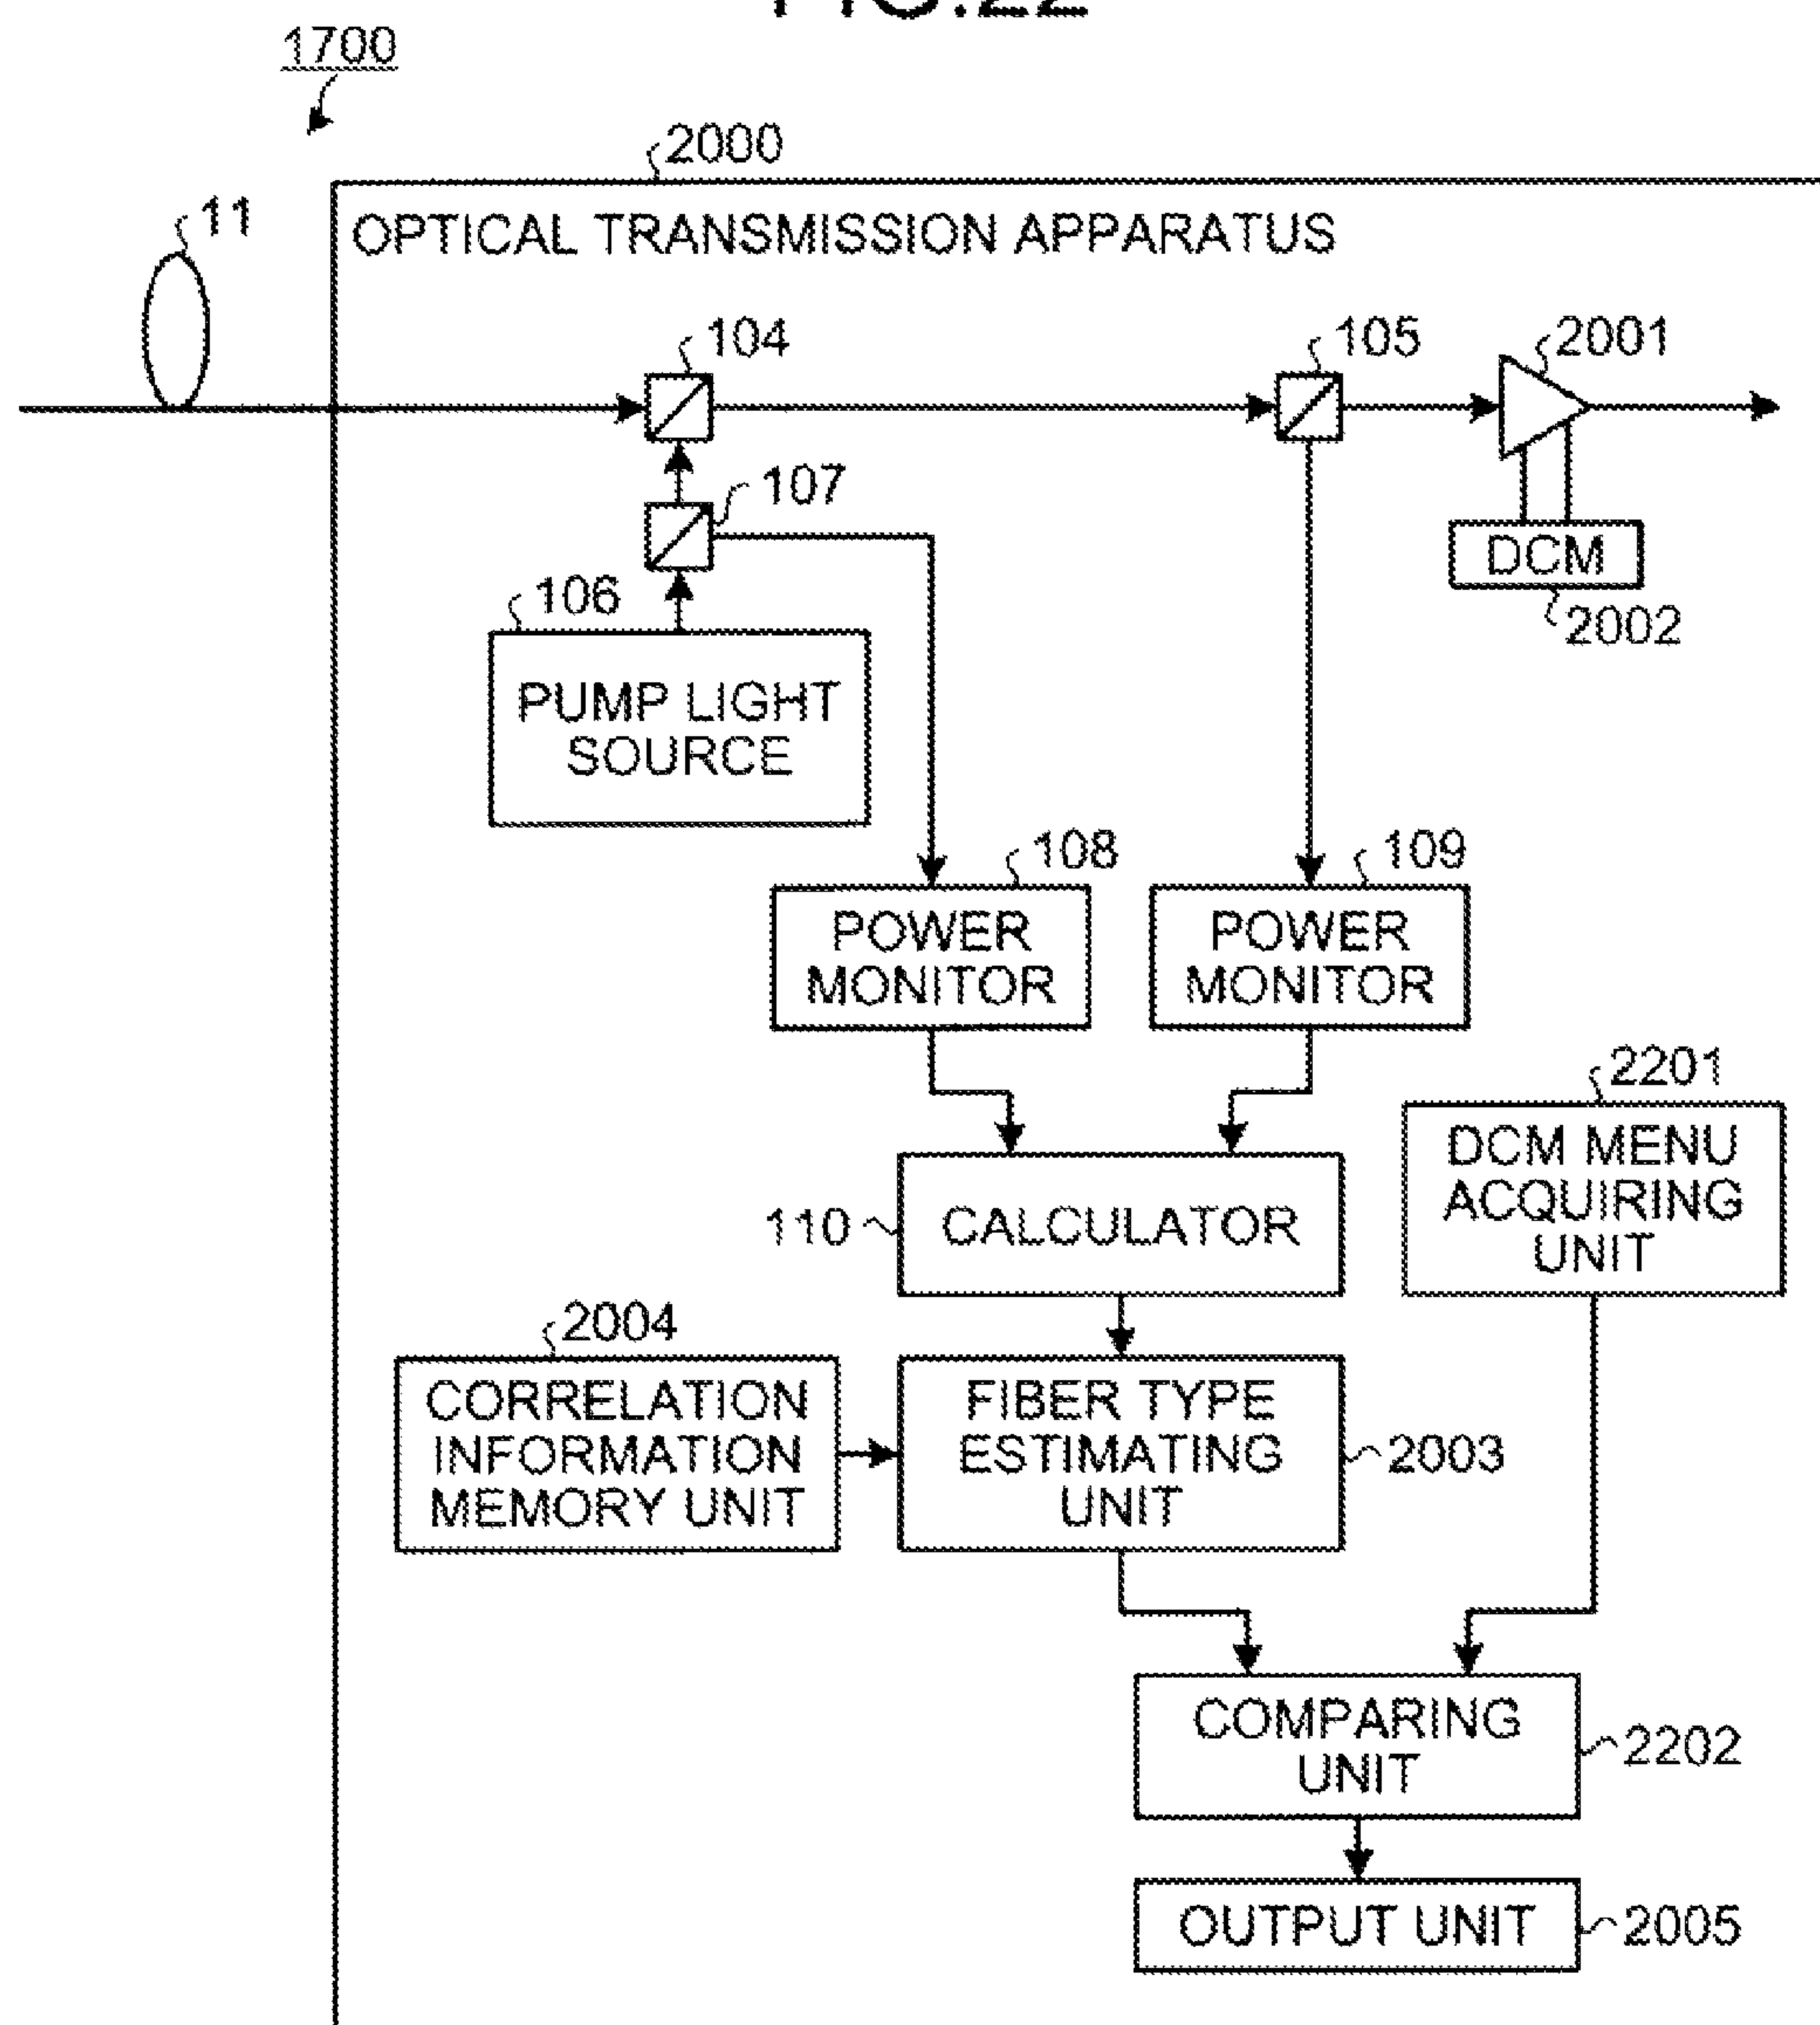 FIG.22
1700
2000
11
OPTICAL TRANSMISSION APPARATUS
104
105
2001
107
DCM
2002
106
PUMP LIGHT
SOURCE
108
109
POWER
MONITOR
POWER
MONITOR
2201
DCM MENU
ACQUIRING
UNIT
110
CALCULATOR
2004
CORRELATION
INFORMATION
MEMORY UNIT
FIBER TYPE
ESTIMATING
UNIT
2003
COMPARING
UNIT
2202
OUTPUT UNIT
2005